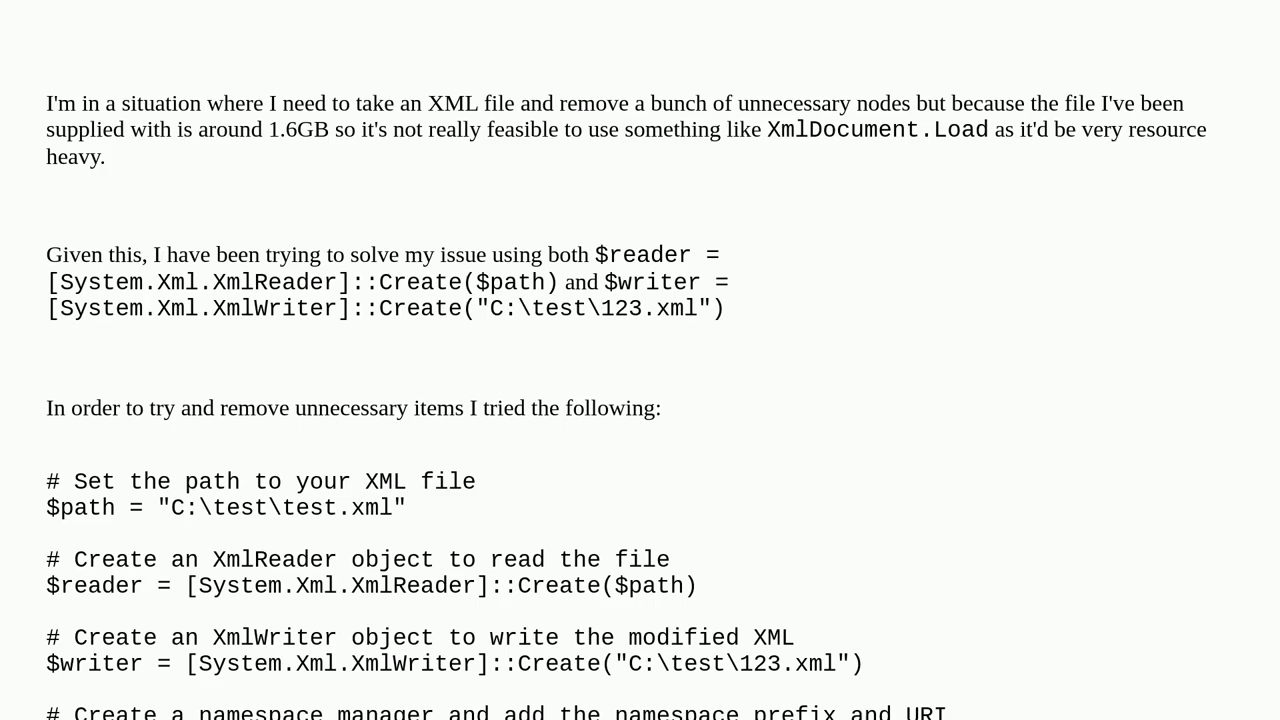 I'm in a situation where I need to take an XML file and remove a bunch of unnecessary nodes but because the file I've been
supplied with is around 1.6GB so it's not really feasible to use something like XmlDocument.Load as it'd be very resource
heavy.
Given this, I have been trying to solve my issue using both $reader =
[System.Xml.XmlReader]::Create($path) and $writer =
[System.Xml.XmlWriter]::Create("C:\test\123.xml")
In order to try and remove unnecessary items I tried the following:
# Set the path to your XML file
$path = "C:\test\test.xml"
# Create an XmlReader object to read the file
$reader = [System.Xml.XmlReader]::Create($path)
# Create an XmlWriter object to write the modified XML
$writer = [System.Xml.XmlWriter]::Create("C:\test\123.xml")
# Create a namespace manager and add the namespace prefix and URI